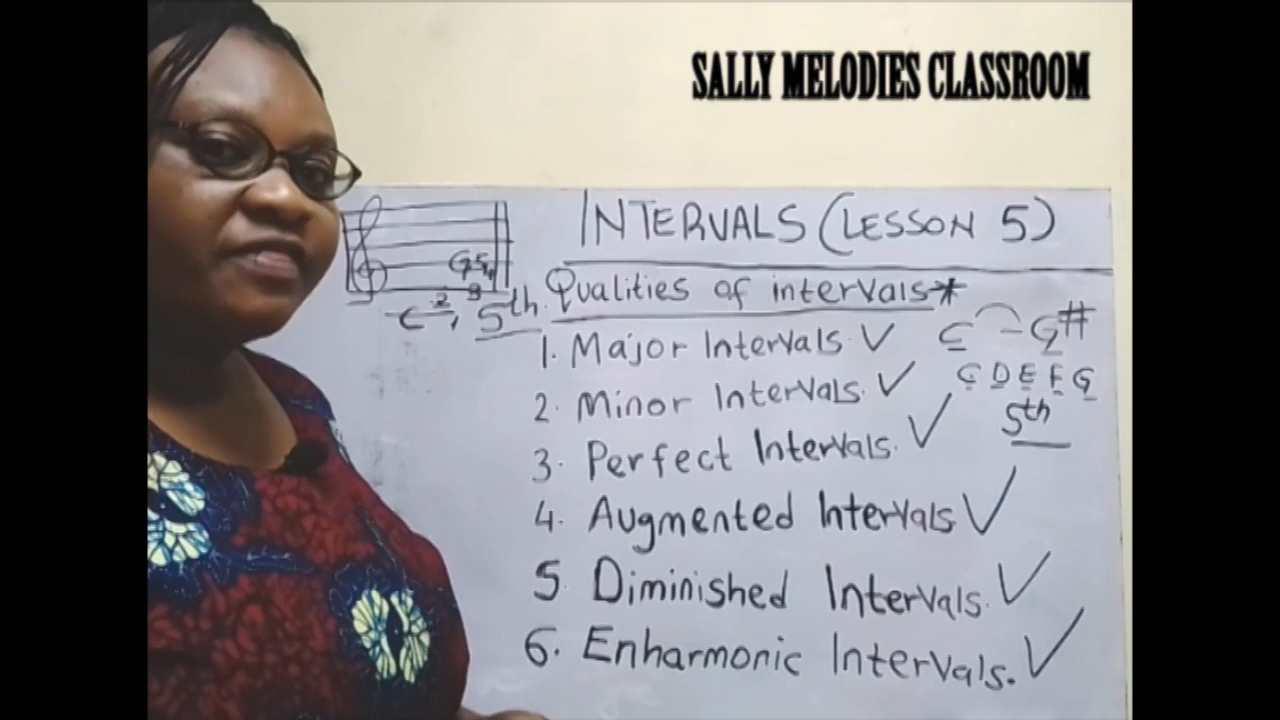 SALLY MELODIES CLASSROOM
INTERVALS (LESSON 5)
Qualities of intervals*
1. Major Intervals ✓
2. Minor Intervals. ✓
3. Perfect Intervals. ✓
4. Augmented Intervals ✓
5 Diminished Intervals. ✓
6. Enharmonic Intervals. ✓
5th.
C - G#
C D E F G
5th